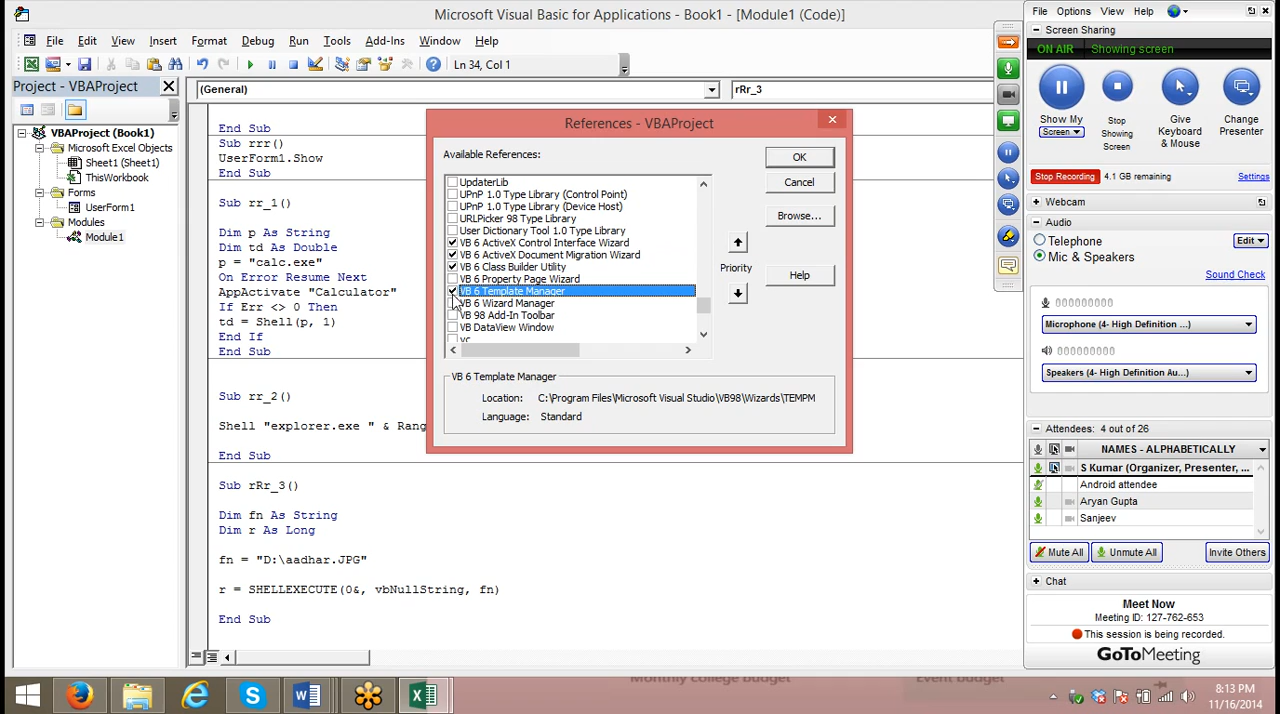 Microsoft Visual Basic for Applications - Book1 - [Module1 (Code)]
File Edit View Insert Format Debug Run Tools Add-Ins Window Help
Ln 34, Col 1
Project - VBAProject
VBAProject (Book1)
Microsoft Excel Objects
Sheet1 (Sheet1)
ThisWorkbook
Forms
UserForm1
Modules
Module1
(General)
rRr_3
End Sub
Sub rrr()
UserForm1.Show
End Sub
Sub rr_1()
Dim p As String
Dim td As Double
p = "calc.exe"
On Error Resume Next
AppActivate "Calculator"
If Err <> 0 Then
td = Shell(p, 1)
End If
End Sub
Sub rr_2()
Shell "explorer.exe " & Rang
End Sub
Sub rRr_3()
Dim fn As String
Dim r As Long
fn = "D:\aadhar.JPG"
r = SHELLEXECUTE(0&, vbNullString, fn)
End Sub
References - VBAProject
Available References:
UpdaterLib
UPnP 1.0 Type Library (Control Point)
UPnP 1.0 Type Library (Device Host)
URLPicker 98 Type Library
User Dictionary Tool 1.0 Type Library
VB 6 ActiveX Control Interface Wizard
VB 6 ActiveX Document Migration Wizard
VB 6 Class Builder Utility
VB 6 Property Page Wizard
VB 6 Template Manager
VB 6 Wizard Manager
VB 98 Add-In Toolbar
VB DataView Window
vc
OK
Cancel
Browse...
Priority
Help
VB 6 Template Manager
Location: C:\Program Files\Microsoft Visual Studio\VB98\Wizards\TEMPM
Language: Standard
File Options View Help
Screen Sharing
ON AIR Showing screen
Show My
Screen
Stop
Showing
Screen
Give
Keyboard
& Mouse
Change
Presenter
Stop Recording 4.1 GB remaining Settings
Webcam
Audio
Telephone
Edit
Mic & Speakers
Sound Check
Microphone (4- High Definition ...)
Speakers (4- High Definition Au...)
Attendees: 4 out of 26
NAMES - ALPHABETICALLY
S Kumar (Organizer, Presenter, ...
Android attendee
Aryan Gupta
Sanjeev
Mute All Unmute All Invite Others
Chat
Meet Now
Meeting ID: 127-762-653
This session is being recorded.
GoToMeeting
Monthly college budget
Event budget
8:13 PM
11/16/2014